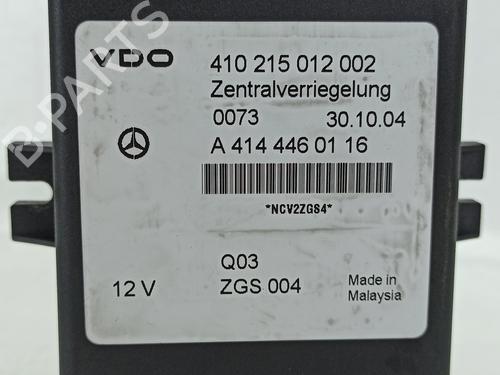 VDO
410 215 012 002
Zentralverriegelung
0073 30.10.04
A 414 446 01 16
*NCV2ZGS4*
Q03
12 V ZGS 004
Made in
Malaysia
B-PARTS